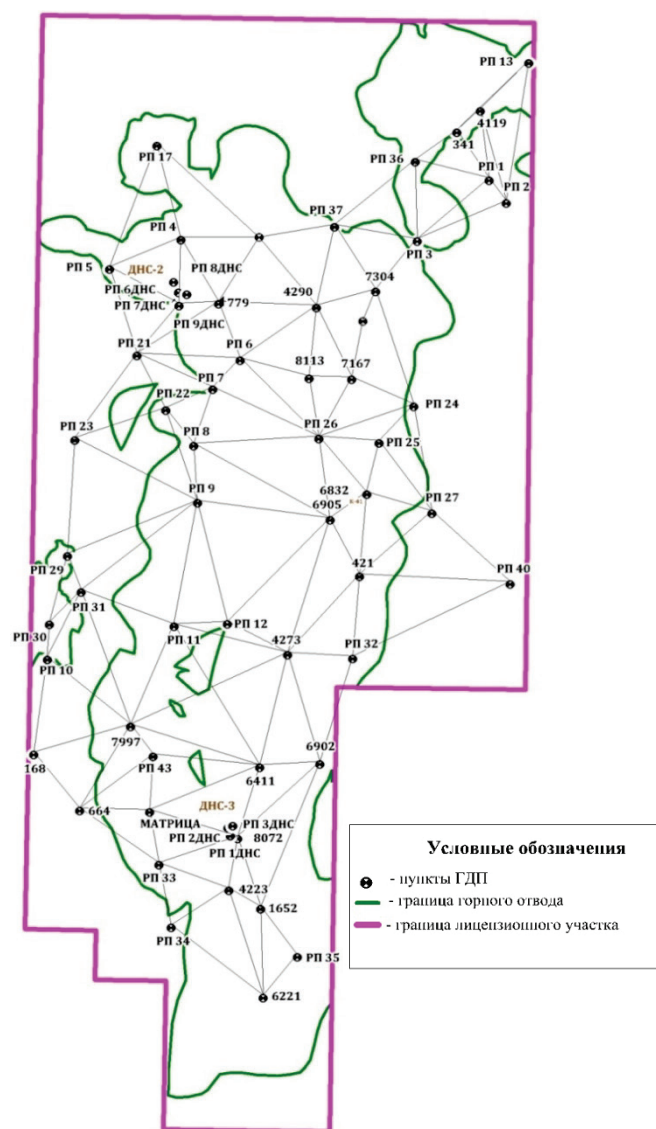 РП 13
4119
341
РП 36
РП 1
РП 2
РП 17
РП 37
РП 4
РП 3
РП 5
ДНС-2
РП 8ДНС
7304
РП 6ДНС
РП 7ДНС
4779
4290
РП 9ДНС
РП 21
РП 6
8113
7167
РП 7
РП 22
РП 24
РП 23
РП 8
РП 26
РП 25
РП 9
6832
6905
К-41
РП 27
РП 29
421
РП 40
РП 31
РП 30
РП 11
РП 12
4273
РП 32
РП 10
7997
168
РП 43
6411
6902
664
МАТРИЦА
ДНС-3
РП 3ДНС
РП 2ДНС
8072
РП 1ДНС
РП 33
4223
1652
РП 34
РП 35
6221
Условные обозначения
- пункты ГДП
- граница горного отвода
- граница лицензионного участка